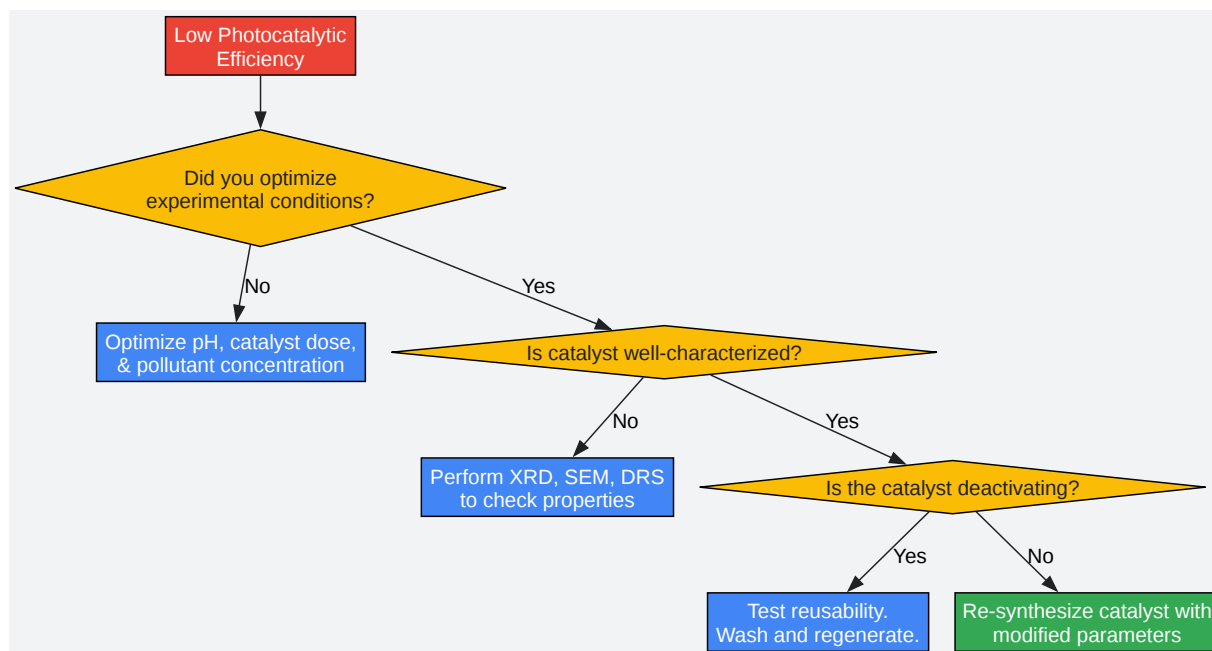 Low Photocatalytic
Efficiency
Did you optimize
experimental conditions?
No
Yes
Optimize pH, catalyst dose,
& pollutant concentration
Is catalyst well-characterized?
No
Yes
Perform XRD, SEM, DRS
to check properties
Is the catalyst deactivating?
Yes
No
Test reusability.
Wash and regenerate.
Re-synthesize catalyst with
modified parameters